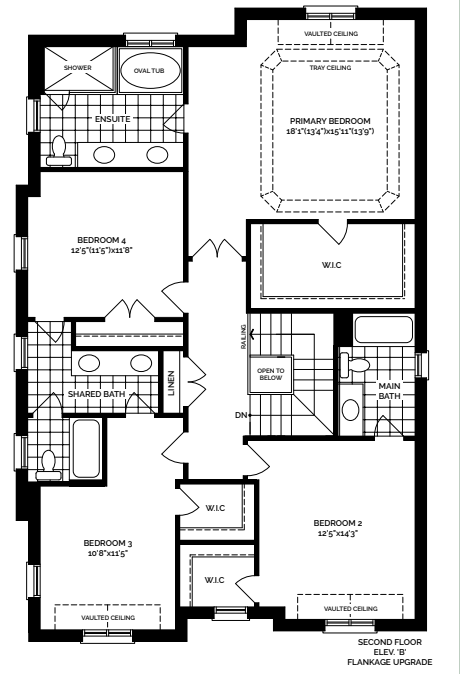 VAULTED CEILING
SHOWER
OVAL TUB
TRAY CEILING
ENSUITE
PRIMARY BEDROOM
18'1"(13'4")x15'11"(13'9")
BEDROOM 4
12'5"(11'5")x11'8"
W.I.C
RAILING
OPEN TO
BELOW
LINEN
SHARED BATH
MAIN
BATH
DN
W.I.C
BEDROOM 2
12'5"x14'3"
BEDROOM 3
10'8"x11'5"
W.I.C
VAULTED CEILING
VAULTED CEILING
SECOND FLOOR
ELEV. 'B'
FLANKAGE UPGRADE